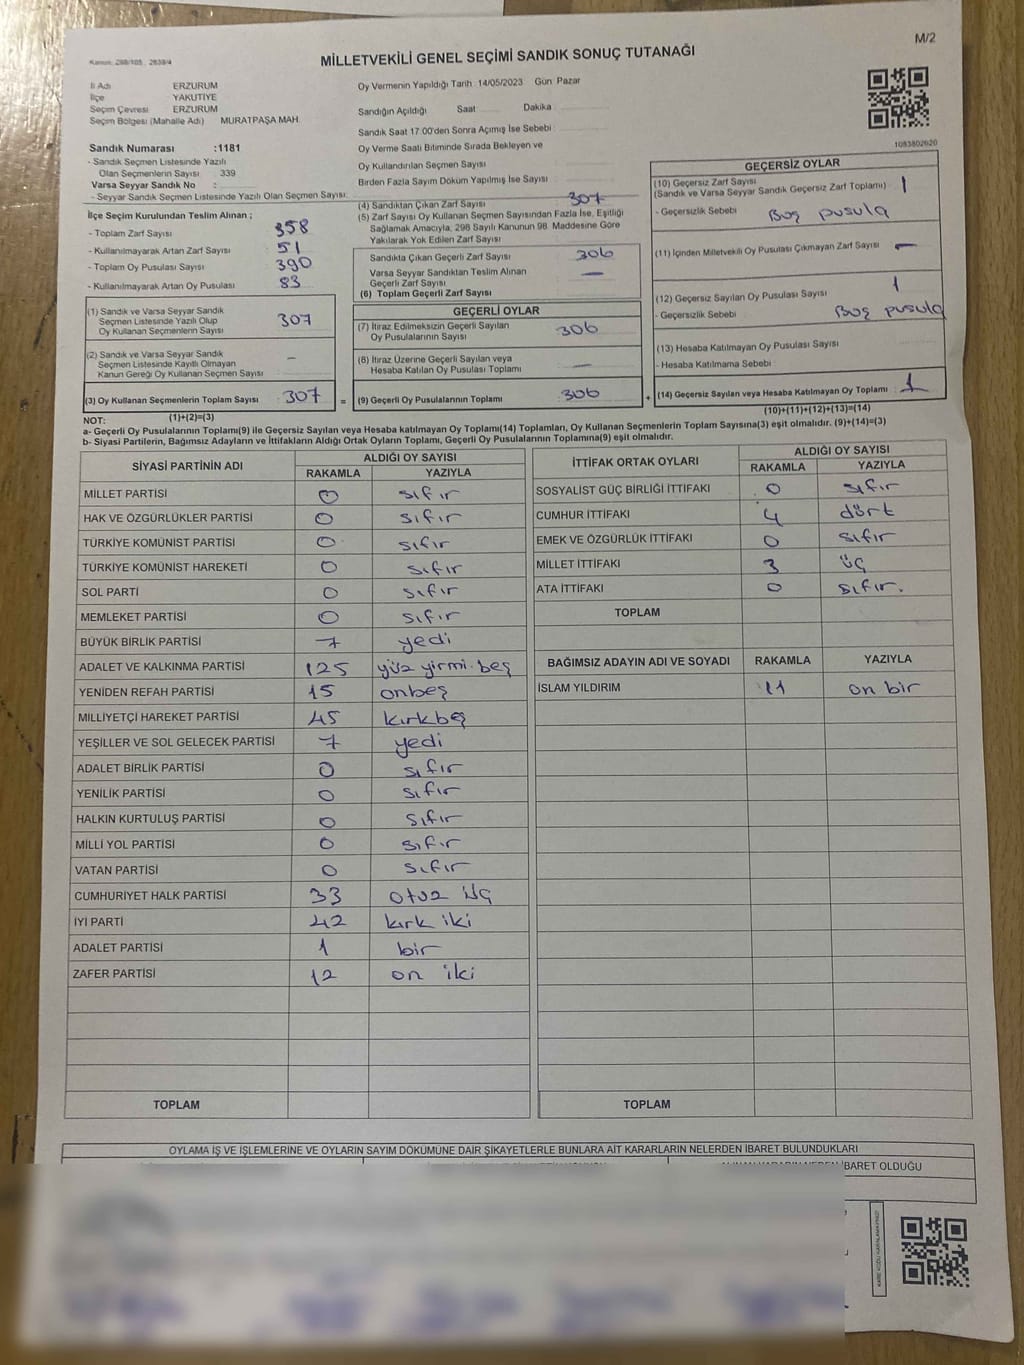 M/2
Kanun: 298/105 , 2839/4
MİLLETVEKİLİ GENEL SEÇİMİ SANDIK SONUÇ TUTANAĞI
İl Adı ERZURUM
İlçe YAKUTİYE
Seçim Çevresi ERZURUM
Seçim Bölgesi (Mahalle Adı) MURATPAŞA MAH.
Sandık Numarası :1181
- Sandık Seçmen Listesinde Yazılı
Olan Seçmenlerin Sayısı : 339
Varsa Seyyar Sandık No :
- Seyyar Sandık Seçmen Listesinde Yazılı Olan Seçmen Sayısı:
Oy Vermenin Yapıldığı Tarih : 14/05/2023 Gün Pazar
Sandığın Açıldığı Saat Dakika
Sandık Saat 17.00'den Sonra Açımış İse Sebebi
Oy Verme Saati Bitiminde Sırada Bekleyen ve
Oy Kullandırılan Seçmen Sayısı
Birden Fazla Sayım Döküm Yapılmış İse Sayısı
1083802620
İlçe Seçim Kurulundan Teslim Alınan ;
- Toplam Zarf Sayısı 358
- Kullanılmayarak Artan Zarf Sayısı 51
- Toplam Oy Pusulası Sayısı 390
- Kullanılmayarak Artan Oy Pusulası 83
(1) Sandık ve Varsa Seyyar Sandık
Seçmen Listesinde Yazılı Olup
Oy Kullanan Seçmenlerin Sayısı 307
(2) Sandık ve Varsa Seyyar Sandık
Seçmen Listesinde Kayıtlı Olmayan
Kanun Gereği Oy Kullanan Seçmen Sayısı –
(3) Oy Kullanan Seçmenlerin Toplam Sayısı 307 =
(1)+(2)=(3)
(4) Sandıktan Çıkan Zarf Sayısı 307
(5) Zarf Sayısı Oy Kullanan Seçmen Sayısından Fazla İse, Eşitliği
Sağlamak Amacıyla, 298 Sayılı Kanunun 98. Maddesine Göre
Yakılarak Yok Edilen Zarf Sayısı
Sandıkta Çıkan Geçerli Zarf Sayısı 306
Varsa Seyyar Sandıktan Teslim Alınan
Geçerli Zarf Sayısı –
(6) Toplam Geçerli Zarf Sayısı
GEÇERLİ OYLAR
(7) İtiraz Edilmeksizin Geçerli Sayılan
Oy Pusulalarının Sayısı 306
(8) İtiraz Üzerine Geçerli Sayılan veya
Hesaba Katılan Oy Pusulası Toplamı –
(9) Geçerli Oy Pusulalarının Toplamı 306 +
GEÇERSİZ OYLAR
(10) Geçersiz Zarf Sayısı
(Sandık ve Varsa Seyyar Sandık Geçersiz Zarf Toplamı) 1
- Geçersizlik Sebebi Boş pusula
(11) İçinden Milletvekili Oy Pusulası Çıkmayan Zarf Sayısı –
(12) Geçersiz Sayılan Oy Pusulası Sayısı 1
- Geçersizlik Sebebi Boş pusula
(13) Hesaba Katılmayan Oy Pusulası Sayısı
- Hesaba Katılmama Sebebi
(14) Geçersiz Sayılan veya Hesaba Katılmayan Oy Toplamı 1
(10)+(11)+(12)+(13)=(14)
NOT:
a- Geçerli Oy Pusulalarının Toplamı(9) ile Geçersiz Sayılan veya Hesaba katılmayan Oy Toplamı(14) Toplamları, Oy Kullanan Seçmenlerin Toplam Sayısına(3) eşit olmalıdır. (9)+(14)=(3)
b- Siyasi Partilerin, Bağımsız Adayların ve İttifakların Aldığı Ortak Oyların Toplamı, Geçerli Oy Pusulalarının Toplamına(9) eşit olmalıdır.
SİYASİ PARTİNİN ADI ALDIĞI OY SAYISI
RAKAMLA YAZIYLA
MİLLET PARTİSİ 0 sıfır
HAK VE ÖZGÜRLÜKLER PARTİSİ 0 sıfır
TÜRKİYE KOMÜNİST PARTİSİ 0 sıfır
TÜRKİYE KOMÜNİST HAREKETİ 0 sıfır
SOL PARTİ 0 sıfır
MEMLEKET PARTİSİ 0 sıfır
BÜYÜK BİRLİK PARTİSİ 7 yedi
ADALET VE KALKINMA PARTİSİ 125 yüz yirmi beş
YENİDEN REFAH PARTİSİ 15 onbeş
MİLLİYETÇİ HAREKET PARTİSİ 45 kırkbeş
YEŞİLLER VE SOL GELECEK PARTİSİ 7 yedi
ADALET BİRLİK PARTİSİ 0 sıfır
YENİLİK PARTİSİ 0 sıfır
HALKIN KURTULUŞ PARTİSİ 0 sıfır
MİLLİ YOL PARTİSİ 0 sıfır
VATAN PARTİSİ 0 sıfır
CUMHURİYET HALK PARTİSİ 33 otuz üç
İYİ PARTİ 42 kırk iki
ADALET PARTİSİ 1 bir
ZAFER PARTİSİ 12 on iki
TOPLAM
İTTİFAK ORTAK OYLARI ALDIĞI OY SAYISI
RAKAMLA YAZIYLA
SOSYALİST GÜÇ BİRLİĞİ İTTİFAKI 0 sıfır
CUMHUR İTTİFAKI 4 dört
EMEK VE ÖZGÜRLÜK İTTİFAKI 0 sıfır
MİLLET İTTİFAKI 3 üç
ATA İTTİFAKI 0 sıfır.
TOPLAM
BAĞIMSIZ ADAYIN ADI VE SOYADI RAKAMLA YAZIYLA
İSLAM YILDIRIM 11 on bir
TOPLAM
OYLAMA İŞ VE İŞLEMLERİNE VE OYLARIN SAYIM DÖKÜMÜNE DAİR ŞİKAYETLERLE BUNLARA AİT KARARLARIN NELERDEN İBARET BULUNDUKLARI
İBARET OLDUĞU
KARE KODU KARALAMAYINIZ!